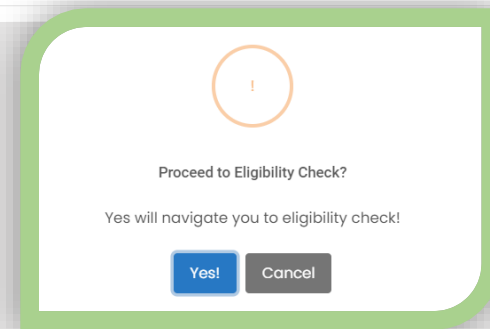 !
Proceed to Eligibility Check?
Yes will navigate you to eligibility check!
Yes! Cancel